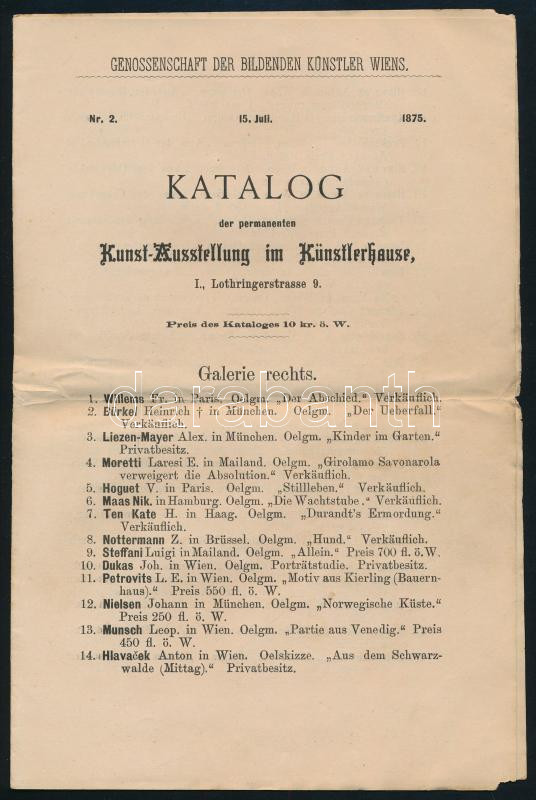 GENOSSENSCHAFT DER BILDENDEN KÜNSTLER WIENS.
Nr. 2. 15. Juli. 1875.
KATALOG
der permanenten
Kunst-Ausstellung im Künstlerhause,
I., Lothringerstrasse 9.
Preis des Kataloges 10 kr. ö. W.
Galerie rechts.
darabanth
1. Willems Fr. in Paris. Oelgm. „Der Abschied.“ Verkäuflich.
2. Bürkel Heinrich † in München. Oelgm. „Der Ueberfall.“
Verkäuflich.
3. Liezen-Mayer Alex. in München. Oelgm. „Kinder im Garten.“
Privatbesitz.
4. Moretti Laresi E. in Mailand. Oelgm. „Girolamo Savonarola
verweigert die Absolution.“ Verkäuflich.
5. Hoguet V. in Paris. Oelgm. „Stillleben.“ Verkäuflich.
6. Maas Nik. in Hamburg. Oelgm. „Die Wachtstube.“ Verkäuflich.
7. Ten Kate H. in Haag. Oelgm. „Durandt's Ermordung.“
Verkäuflich.
8. Nottermann Z. in Brüssel. Oelgm. „Hund.“ Verkäuflich.
9. Steffani Luigi in Mailand. Oelgm. „Allein.“ Preis 700 fl. ö.W.
10. Dukas Joh. in Wien. Oelgm. Porträtstudie. Privatbesitz.
11. Petrovits L. E. in Wien. Oelgm. „Motiv aus Kierling (Bauern-
haus).“ Preis 550 fl. ö. W.
12. Nielsen Johann in München. Oelgm. „Norwegische Küste.“
Preis 250 fl. ö. W.
13. Munsch Leop. in Wien. Oelgm. „Partie aus Venedig.“ Preis
450 fl. ö. W.
14. Hlavaček Anton in Wien. Oelskizze. „Aus dem Schwarz-
walde (Mittag).“ Privatbesitz.